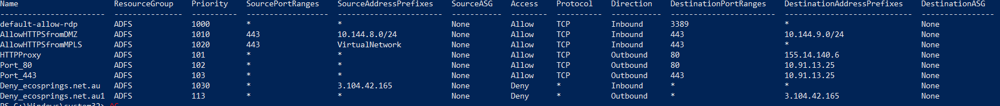 Name ResourceGroup Priority SourcePortRanges SourceAddressPrefixes SourceASG Access Protocol Direction DestinationPortRanges DestinationAddressPrefixes DestinationASG
----------------------- --------------- ---------- ------------------ ----------------------- ----------- -------- ---------- ----------- ----------------------- ---------------------------- ----------------
default-allow-rdp ADFS 1000 * * None Allow TCP Inbound 3389 * None
AllowHTTPSfromDMZ ADFS 1010 443 10.144.8.0/24 None Allow TCP Inbound 443 10.144.9.0/24 None
AllowHTTPSfromMPLS ADFS 1020 443 VirtualNetwork None Allow TCP Inbound 443 * None
HTTPProxy ADFS 101 * * None Allow TCP Outbound 80 155.14.140.6 None
Port_80 ADFS 102 * * None Allow TCP Outbound 80 10.91.13.25 None
Port_443 ADFS 103 * * None Allow TCP Outbound 443 10.91.13.25 None
Deny_ecosprings.net.au ADFS 1030 * 3.104.42.165 None Deny * Inbound * * None
Deny_ecosprings.net.au1 ADFS 113 * * None Deny * Outbound * 3.104.42.165 None
PS C:\Windows\system32> ^C